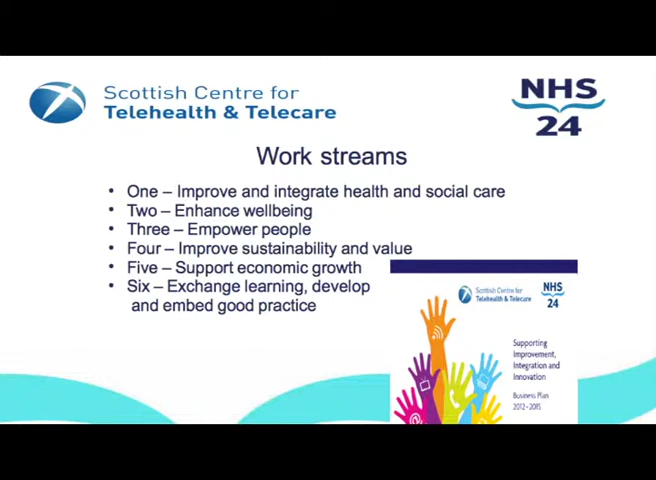 Scottish Centre for
Telehealth & Telecare
NHS
24
Work streams
• One – Improve and integrate health and social care
• Two – Enhance wellbeing
• Three – Empower people
• Four – Improve sustainability and value
• Five – Support economic growth
• Six – Exchange learning, develop
and embed good practice
Scottish Centre for
Telehealth & Telecare
NHS
24
Supporting
Improvement,
Integration and
Innovation
Business Plan
2012-2015